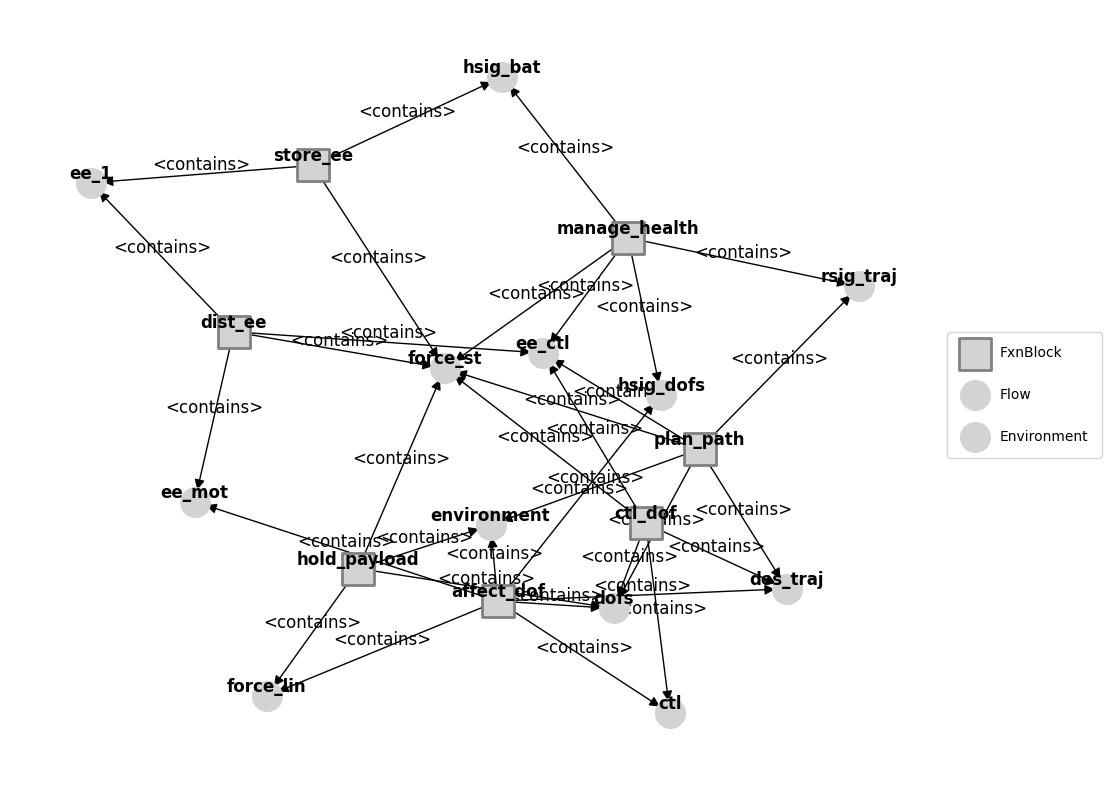 hsig_bat
<contains>
<contains>
store_ee
<contains>
ee_1
manage_health
<contains>
<contains>
<contains>
rsig_traj
<contains>
<contains>
<contains>
dist_ee
<contains>
<contains>
ee_ctl
force_st
<contains>
hsig_dofs
<contains>
<contains>
<contains>
<contains>
<contains>
plan_path
<contains>
<contains>
<contains>
ee_mot
<contains>
environment
ctl_dof
<contains>
<contains>
<contains>
<contains>
<contains>
<contains>
hold_payload
<contains>
des_traj
<contains>
<contains>
affect_dof
<contains>
dofs
<contains>
<contains>
<contains>
<contains>
force_lin
ctl
FxnBlock
Flow
Environment